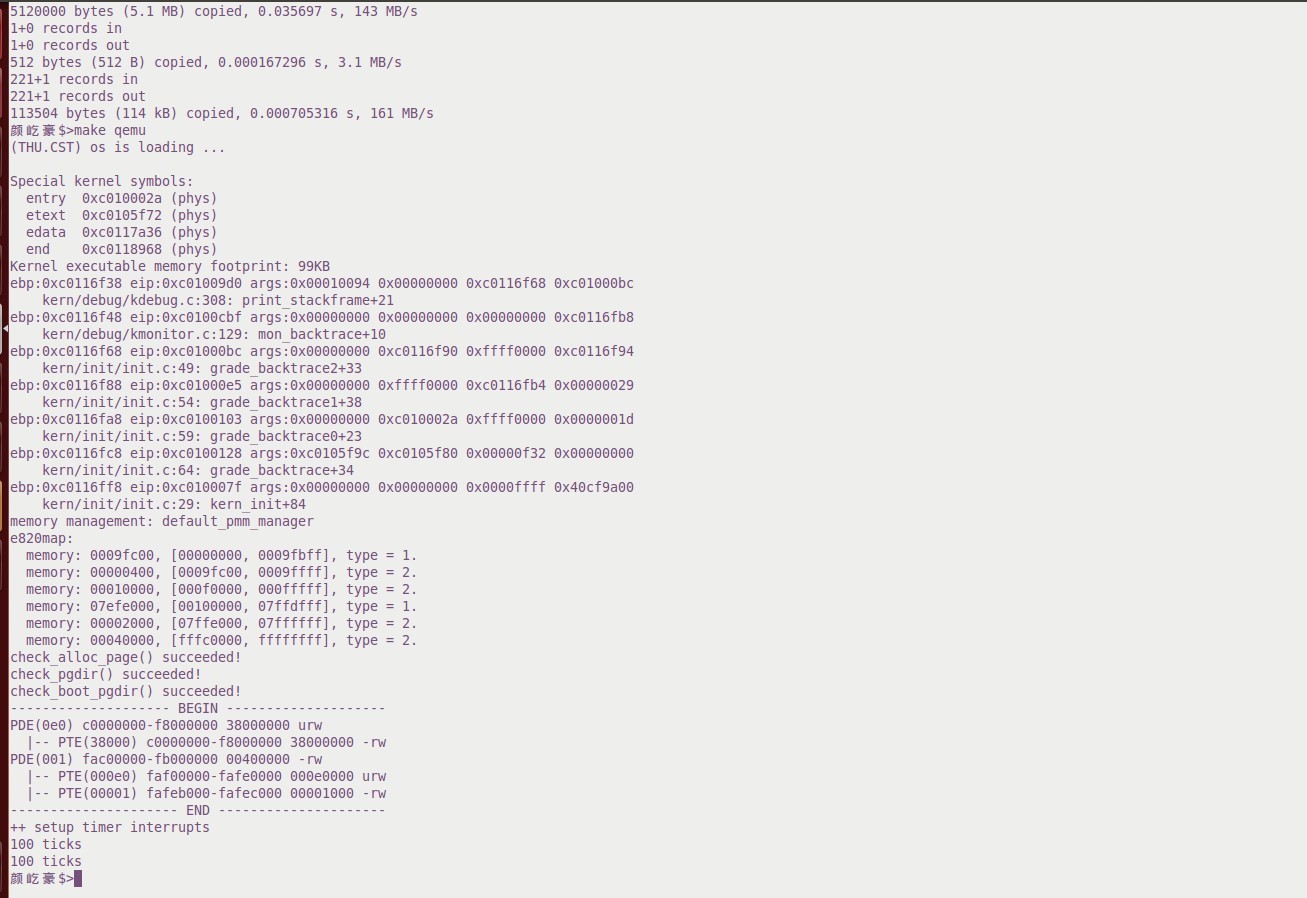 5120000 bytes (5.1 MB) copied, 0.035697 s, 143 MB/s
1+0 records in
1+0 records out
512 bytes (512 B) copied, 0.000167296 s, 3.1 MB/s
221+1 records in
221+1 records out
113504 bytes (114 kB) copied, 0.000705316 s, 161 MB/s
颜屹豪$>make qemu
(THU.CST) os is loading ...
Special kernel symbols:
  entry  0xc010002a (phys)
  etext  0xc0105f72 (phys)
  edata  0xc0117a36 (phys)
  end    0xc0118968 (phys)
Kernel executable memory footprint: 99KB
ebp:0xc0116f38 eip:0xc01009d0 args:0x00010094 0x00000000 0xc0116f68 0xc01000bc
    kern/debug/kdebug.c:308: print_stackframe+21
ebp:0xc0116f48 eip:0xc0100cbf args:0x00000000 0x00000000 0x00000000 0xc0116fb8
    kern/debug/kmonitor.c:129: mon_backtrace+10
ebp:0xc0116f68 eip:0xc01000bc args:0x00000000 0xc0116f90 0xffff0000 0xc0116f94
    kern/init/init.c:49: grade_backtrace2+33
ebp:0xc0116f88 eip:0xc01000e5 args:0x00000000 0xffff0000 0xc0116fb4 0x00000029
    kern/init/init.c:54: grade_backtrace1+38
ebp:0xc0116fa8 eip:0xc0100103 args:0x00000000 0xc010002a 0xffff0000 0x0000001d
    kern/init/init.c:59: grade_backtrace0+23
ebp:0xc0116fc8 eip:0xc0100128 args:0xc0105f9c 0xc0105f80 0x00000f32 0x00000000
    kern/init/init.c:64: grade_backtrace+34
ebp:0xc0116ff8 eip:0xc010007f args:0x00000000 0x00000000 0x0000ffff 0x40cf9a00
    kern/init/init.c:29: kern_init+84
memory management: default_pmm_manager
e820map:
  memory: 0009fc00, [00000000, 0009fbff], type = 1.
  memory: 00000400, [0009fc00, 0009ffff], type = 2.
  memory: 00010000, [000f0000, 000fffff], type = 2.
  memory: 07efe000, [00100000, 07ffdfff], type = 1.
  memory: 00002000, [07ffe000, 07ffffff], type = 2.
  memory: 00040000, [fffc0000, ffffffff], type = 2.
check_alloc_page() succeeded!
check_pgdir() succeeded!
check_boot_pgdir() succeeded!
-------------------- BEGIN --------------------
PDE(0e0) c0000000-f8000000 38000000 urw
  |-- PTE(38000) c0000000-f8000000 38000000 -rw
PDE(001) fac00000-fb000000 00400000 -rw
  |-- PTE(000e0) faf00000-fafe0000 000e0000 urw
  |-- PTE(00001) fafeb000-fafec000 00001000 -rw
--------------------- END ---------------------
++ setup timer interrupts
100 ticks
100 ticks
颜屹豪$>